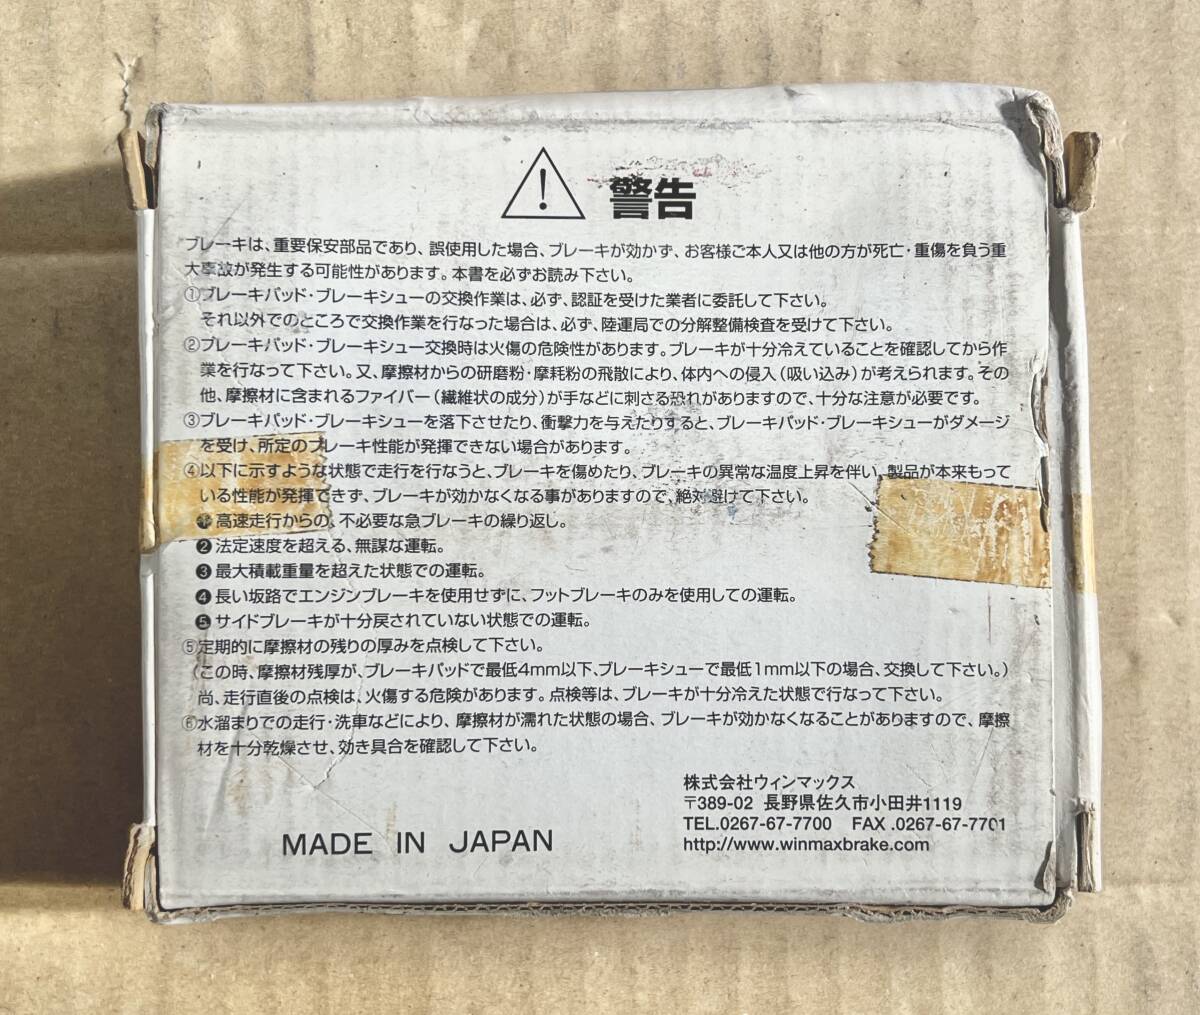 警告
ブレーキは、重要保安部品であり、誤使用した場合、ブレーキが効かず、お客様ご本人又は他の方が死亡・重傷を負う重
大事故が発生する可能性があります。本書を必ずお読み下さい。
①ブレーキパッド・ブレーキシューの交換作業は、必ず、認証を受けた業者に委託して下さい。
それ以外でのところで交換作業を行なった場合は、必ず、陸運局での分解整備検査を受けて下さい。
②ブレーキパッド・ブレーキシュー交換時は火傷の危険性があります。ブレーキが十分冷えていることを確認してから作
業を行なって下さい。又、摩擦材からの研磨粉・摩耗粉の飛散により、体内への侵入（吸い込み）が考えられます。その
他、摩擦材に含まれるファイバー（繊維状の成分）が手などに刺さる恐れがありますので、十分な注意が必要です。
③ブレーキパッド・ブレーキシューを落下させたり、衝撃力を与えたりすると、ブレーキパッド・ブレーキシューがダメージ
を受け、所定のブレーキ性能が発揮できない場合があります。
④以下に示すような状態で走行を行なうと、ブレーキを傷めたり、ブレーキの異常な温度上昇を伴い、製品が本来もって
いる性能が発揮できず、ブレーキが効かなくなる事がありますので、絶対避けて下さい。
❶高速走行からの、不必要な急ブレーキの繰り返し。
❷法定速度を超える、無謀な運転。
❸最大積載重量を超えた状態での運転。
❹長い坂路でエンジンブレーキを使用せずに、フットブレーキのみを使用しての運転。
❺サイドブレーキが十分戻されていない状態での運転。
⑤定期的に摩擦材の残りの厚みを点検して下さい。
（この時、摩擦材残厚が、ブレーキパッドで最低4mm以下、ブレーキシューで最低1mm以下の場合、交換して下さい。）
尚、走行直後の点検は、火傷する危険があります。点検等は、ブレーキが十分冷えた状態で行なって下さい。
⑥水溜まりでの走行・洗車などにより、摩擦材が濡れた状態の場合、ブレーキが効かなくなることがありますので、摩擦
材を十分乾燥させ、効き具合を確認して下さい。
株式会社ウィンマックス
〒389-02 長野県佐久市小田井1119
TEL.0267-67-7700 FAX.0267-67-7701
http://www.winmaxbrake.com
MADE IN JAPAN